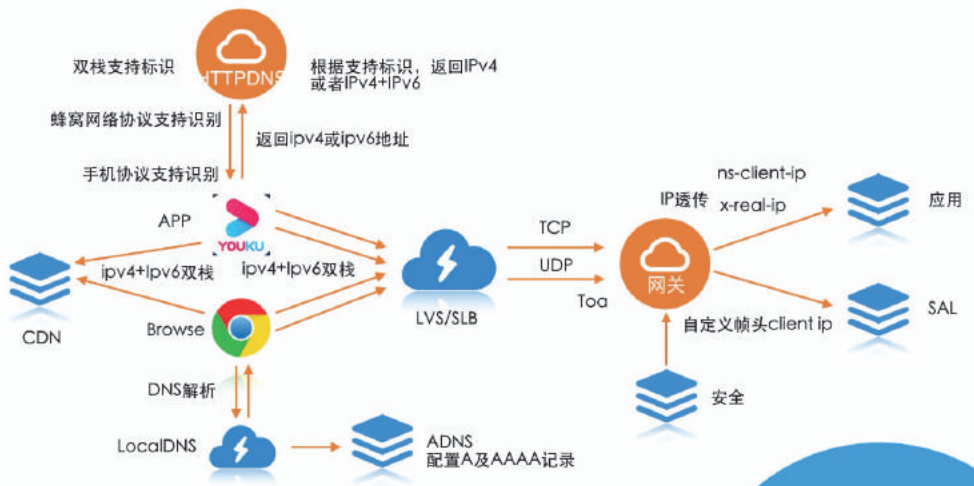 双栈支持标识
HTTPDNS
根据支持标识，返回IPv4
或者IPv4+IPv6
蜂窝网络协议支持识别
返回ipv4或ipv6地址
手机协议支持识别
APP
YOUKU
ipv4+Ipv6双栈
ipv4+Ipv6双栈
CDN
Browse
LVS/SLB
TCP
UDP
Toa
IP透传
ns-client-ip
x-real-ip
网关
应用
自定义帧头client ip
SAL
安全
DNS解析
LocalDNS
ADNS
配置A及AAAA记录